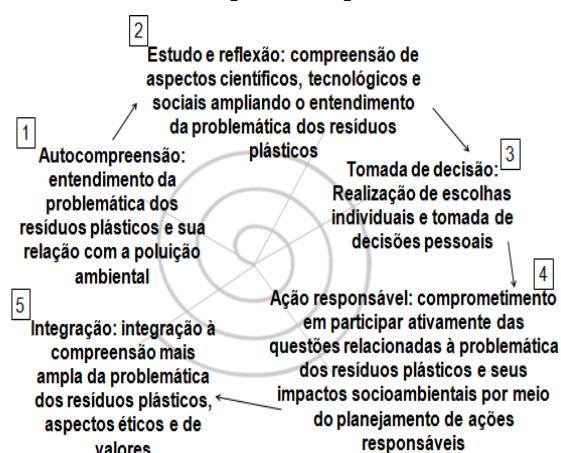 1
Autocompreensão:
entendimento da
problemática dos
resíduos plásticos e sua
relação com a poluição
ambiental
2
Estudo e reflexão: compreensão de
aspectos científicos, tecnológicos e
sociais ampliando o entendimento
da problemática dos resíduos
plásticos
3
Tomada de decisão:
Realização de escolhas
individuais e tomada de
decisões pessoais
4
Ação responsável: comprometimento
em participar ativamente das
questões relacionadas à problemática
dos resíduos plásticos e seus
impactos socioambientais por meio
do planejamento de ações
responsáveis
5
Integração: integração à
compreensão mais
ampla da problemática
dos resíduos plásticos,
aspectos éticos e de
valores